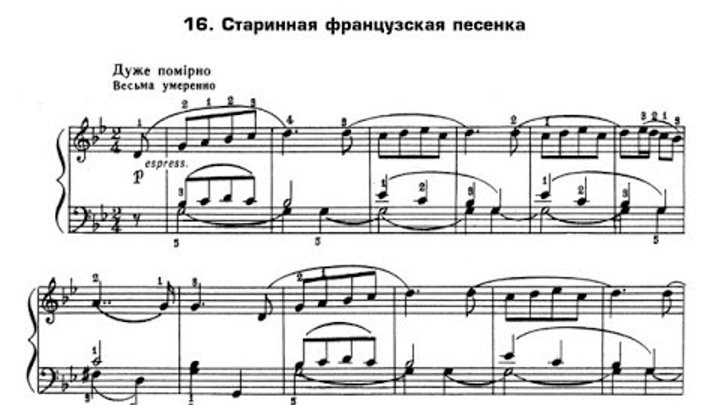 16. Старинная французская песенка
Дуже помірно
Весьма умеренно
espress.
p